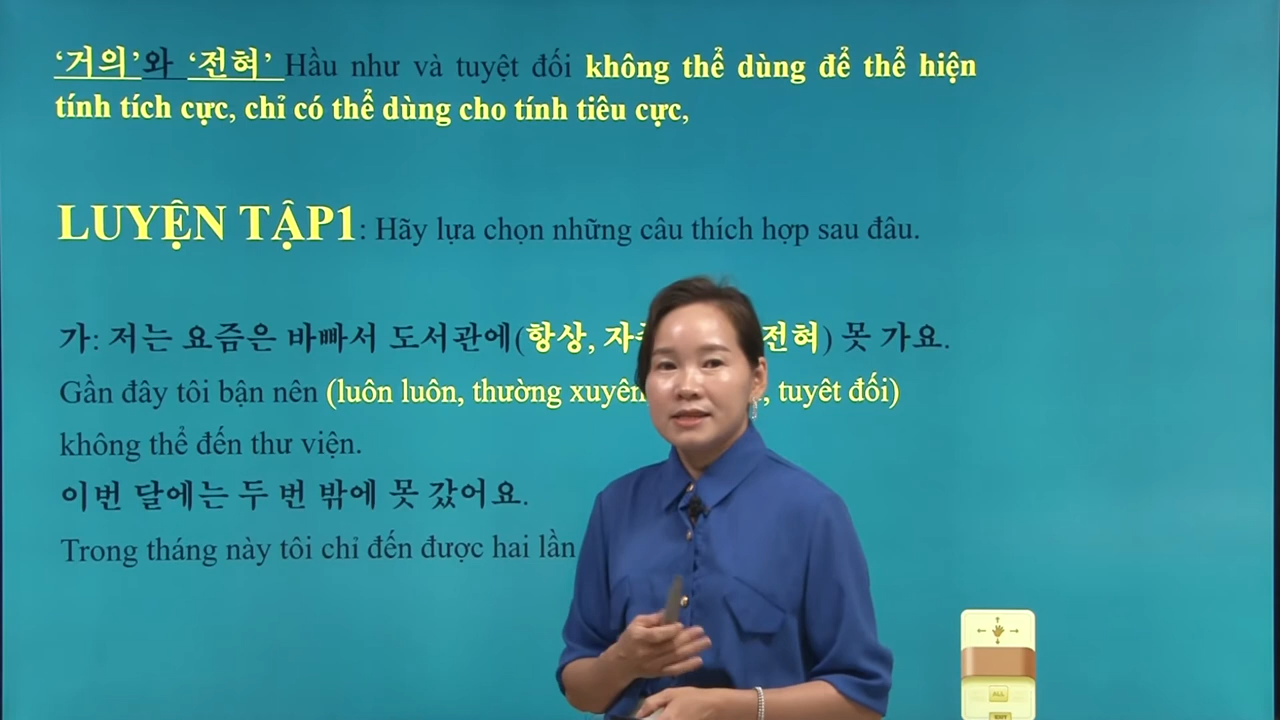 ‘거의’와 ‘전혀’ Hầu như và tuyệt đối không thể dùng để thể hiện
tính tích cực, chỉ có thể dùng cho tính tiêu cực,
LUYỆN TẬP1: Hãy lựa chọn những câu thích hợp sau đâu.
가: 저는 요즘은 바빠서 도서관에(항상, 전혀) 못 가요.
Gần đây tôi bận nên (luôn luôn, thường xuyên , tuyêt đối)
không thể đến thư viện.
이번 달에는 두 번 밖에 못 갔어요.
Trong tháng này tôi chỉ đến được hai lần
ALL